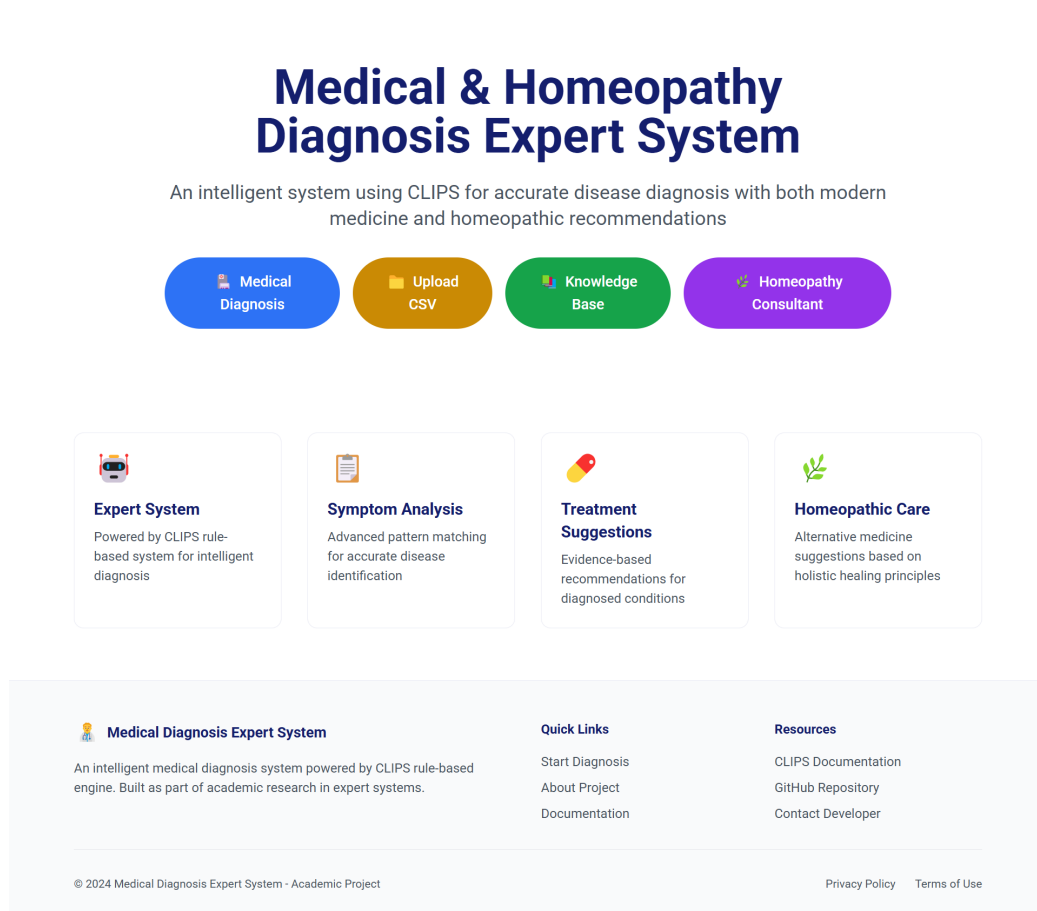 Medical & Homeopathy
Diagnosis Expert System
An intelligent system using CLIPS for accurate disease diagnosis with both modern
medicine and homeopathic recommendations
Medical
Diagnosis
Upload
CSV
Knowledge
Base
Homeopathy
Consultant
Expert System
Powered by CLIPS rule-
based system for intelligent
diagnosis
Symptom Analysis
Advanced pattern matching
for accurate disease
identification
Treatment
Suggestions
Evidence-based
recommendations for
diagnosed conditions
Homeopathic Care
Alternative medicine
suggestions based on
holistic healing principles
Medical Diagnosis Expert System
An intelligent medical diagnosis system powered by CLIPS rule-based
engine. Built as part of academic research in expert systems.
Quick Links
Start Diagnosis
About Project
Documentation
Resources
CLIPS Documentation
GitHub Repository
Contact Developer
© 2024 Medical Diagnosis Expert System - Academic Project
Privacy Policy
Terms of Use